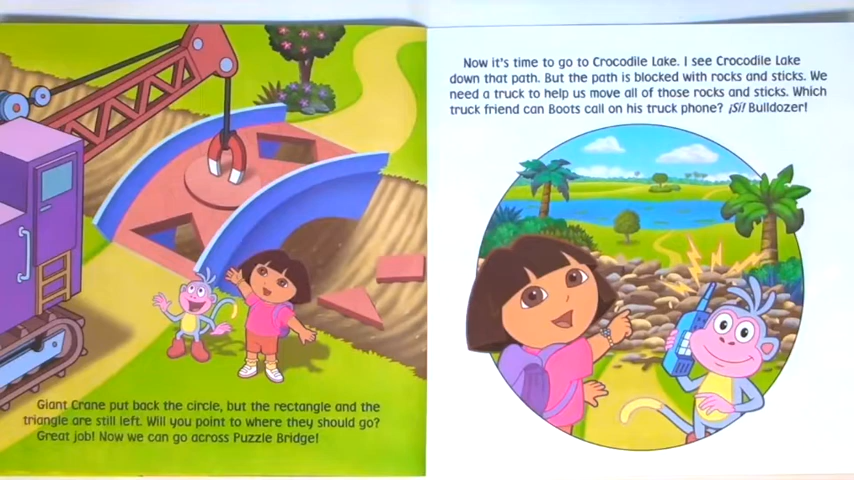 Giant Crane put back the circle, but the rectangle and the
triangle are still left. Will you point to where they should go?
Great job! Now we can go across Puzzle Bridge!
Now it's time to go to Crocodile Lake. I see Crocodile Lake
down that path. But the path is blocked with rocks and sticks. We
need a truck to help us move all of those rocks and sticks. Which
truck friend can Boots call on his truck phone? ¡Sí! Bulldozer!